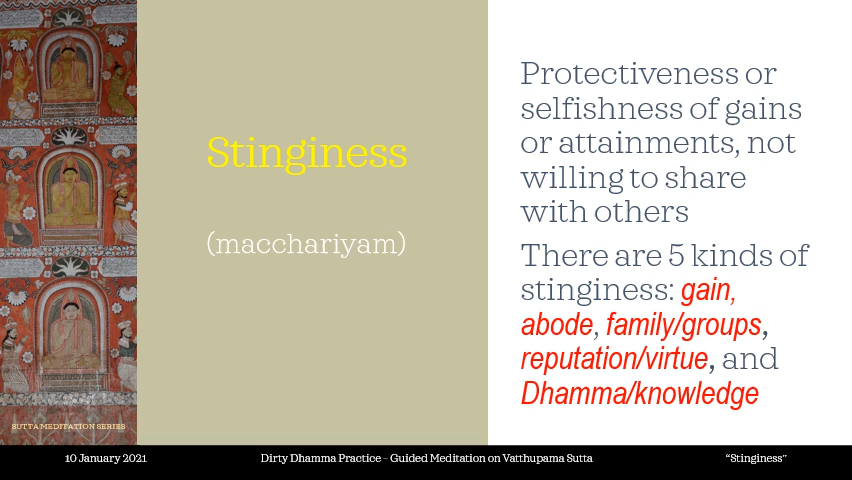 Stinginess
(macchariyam)
Protectiveness or
selfishness of gains
or attainments, not
willing to share
with others
There are 5 kinds of
stinginess: gain,
abode, family/groups,
reputation/virtue, and
Dhamma/knowledge
SUTTA MEDITATION SERIES
10 January 2021
Dirty Dhamma Practice - Guided Meditation on Vatthupama Sutta
“Stinginess”